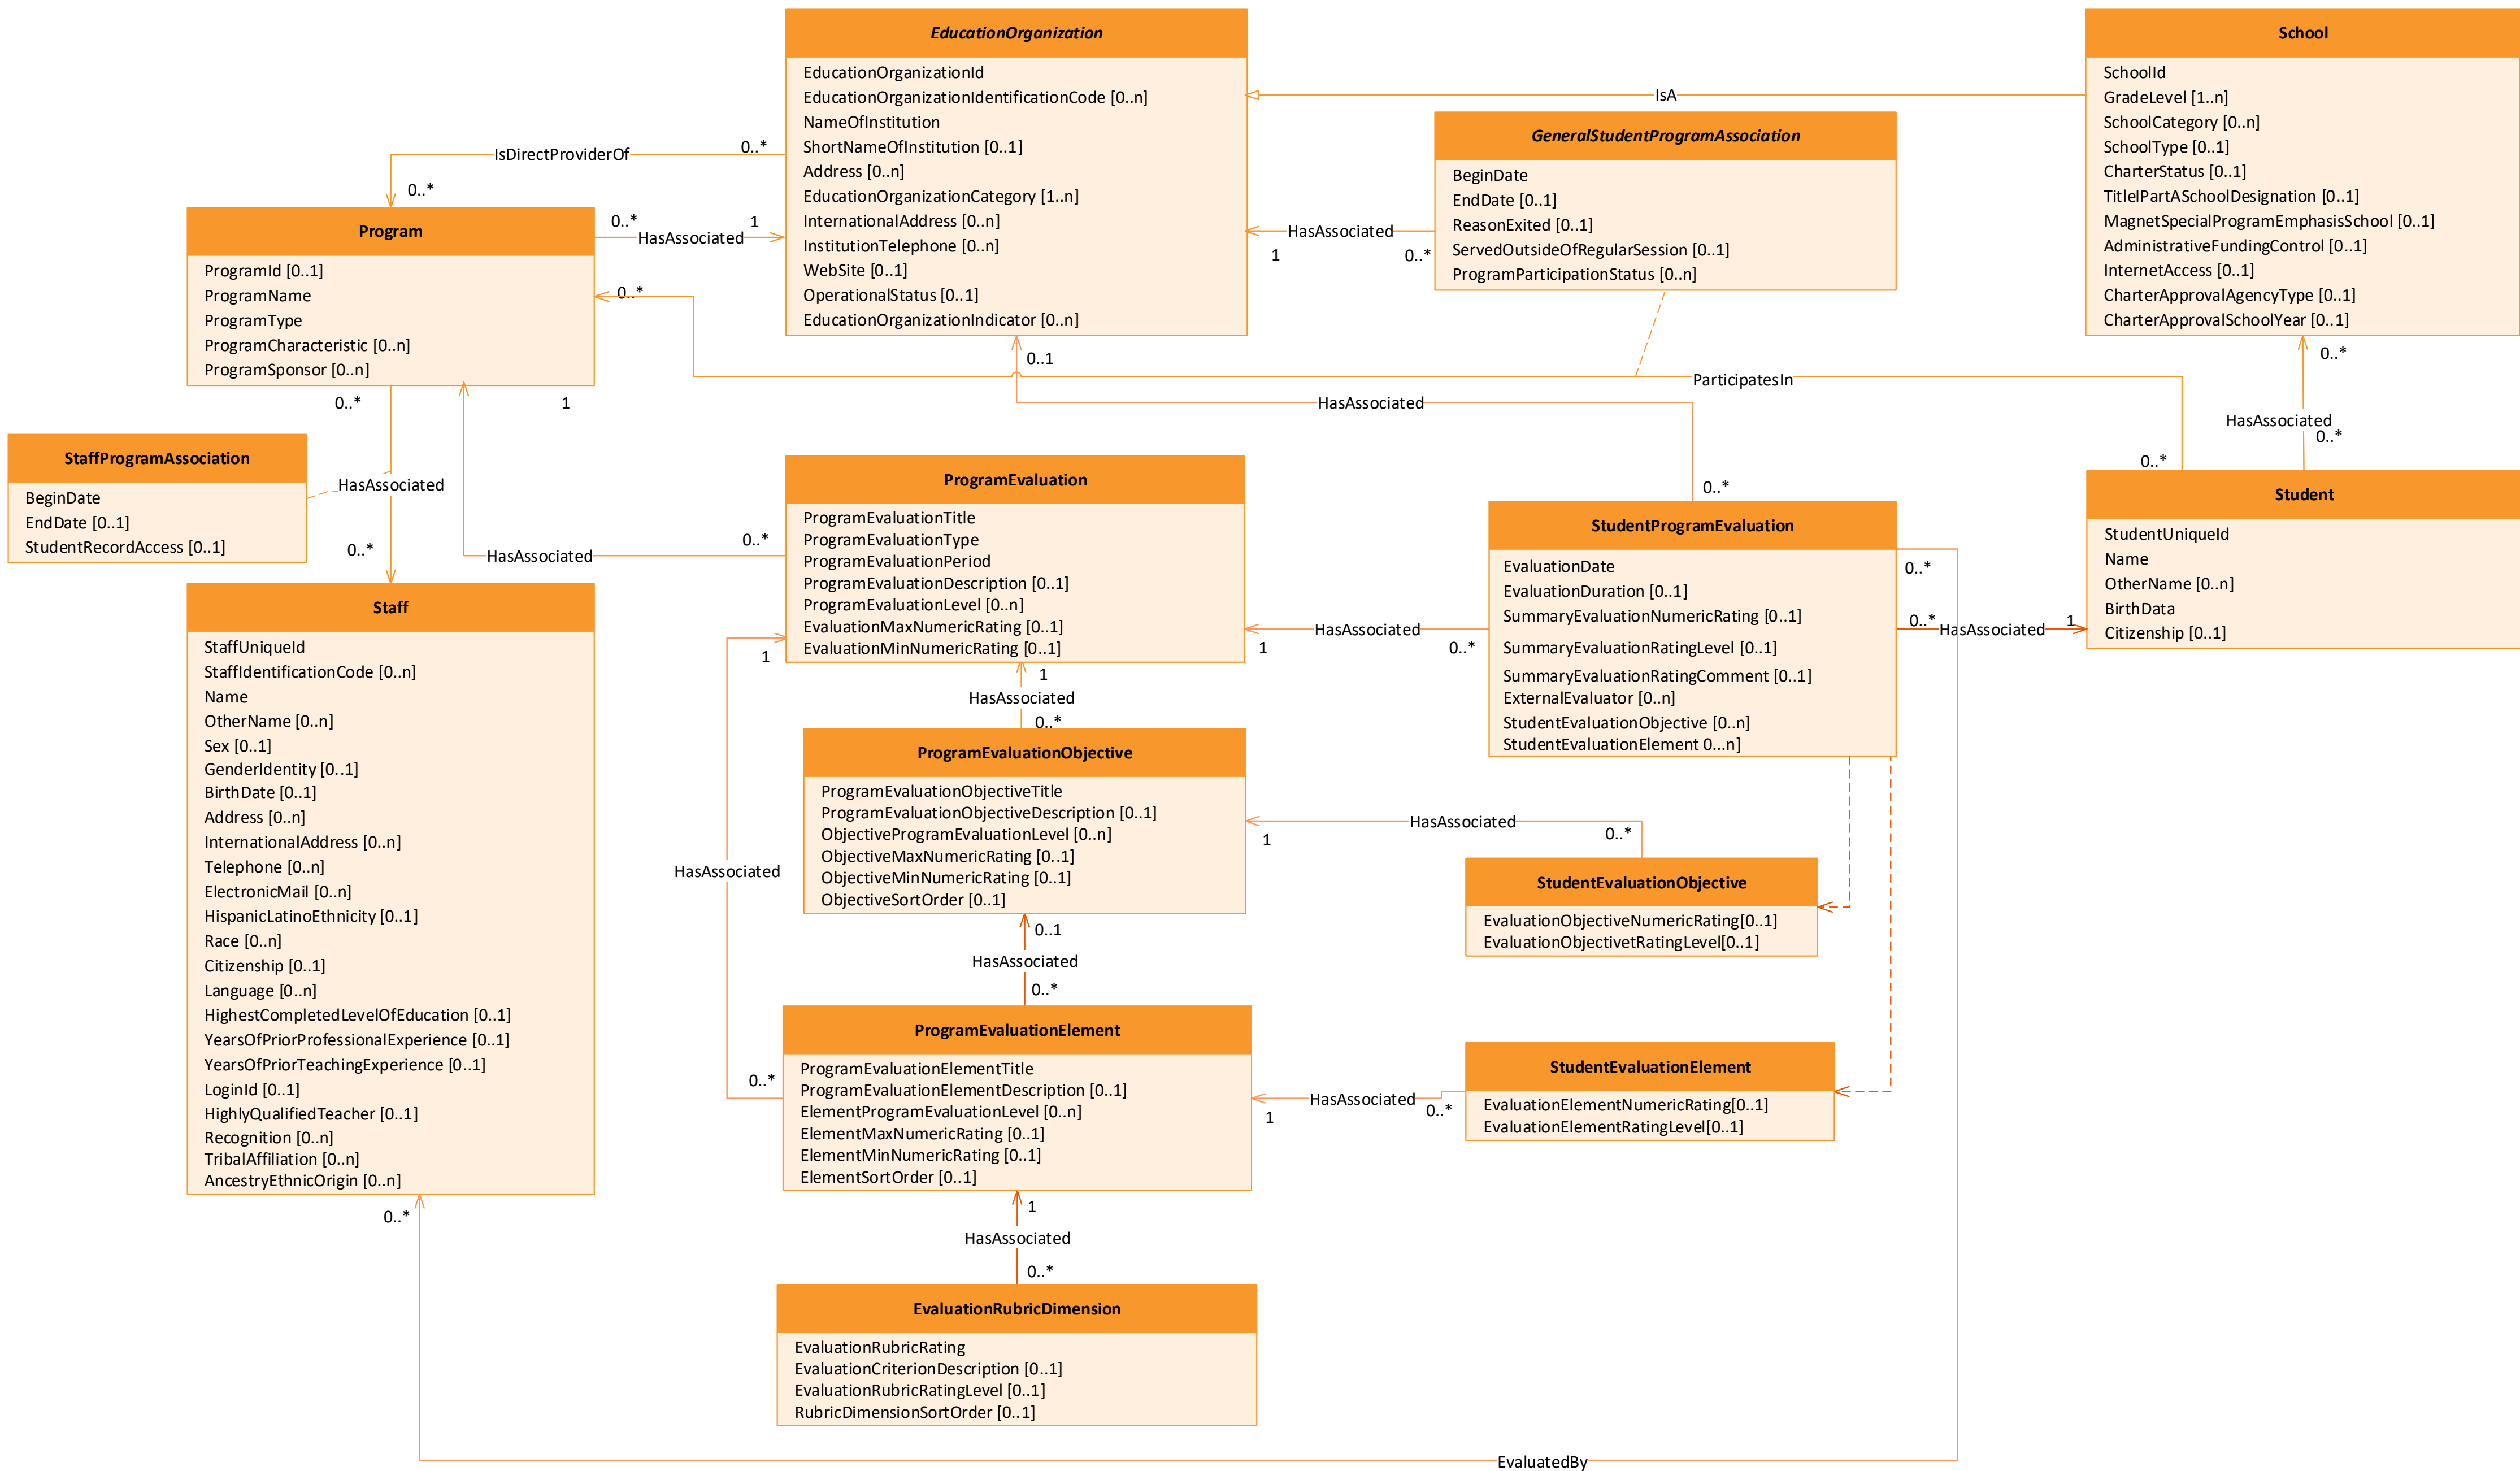 EducationOrganization
EducationOrganizationId
EducationOrganizationIdentificationCode [0..n]
NameOfInstitution
ShortNameOfInstitution [0..1]
Address [0..n]
EducationOrganizationCategory [1..n]
InternationalAddress [0..n]
InstitutionTelephone [0..n]
WebSite [0..1]
OperationalStatus [0..1]
EducationOrganizationIndicator [0..n]
School
SchoolId
GradeLevel [1..n]
SchoolCategory [0..n]
SchoolType [0..1]
CharterStatus [0..1]
TitleIPartASchoolDesignation [0..1]
MagnetSpecialProgramEmphasisSchool [0..1]
AdministrativeFundingControl [0..1]
InternetAccess [0..1]
CharterApprovalAgencyType [0..1]
CharterApprovalSchoolYear [0..1]
IsA
GeneralStudentProgramAssociation
BeginDate
EndDate [0..1]
ReasonExited [0..1]
ServedOutsideOfRegularSession [0..1]
ProgramParticipationStatus [0..n]
HasAssociated
1
0..*
IsDirectProviderOf
0..*
0..*
Program
ProgramId [0..1]
ProgramName
ProgramType
ProgramCharacteristic [0..n]
ProgramSponsor [0..n]
0..*
1
HasAssociated
0..*
0..1
ParticipatesIn
HasAssociated
0..*
HasAssociated
0..*
0..*
0..*
0..*
1
StaffProgramAssociation
BeginDate
EndDate [0..1]
StudentRecordAccess [0..1]
HasAssociated
0..*
HasAssociated
0..*
ProgramEvaluation
ProgramEvaluationTitle
ProgramEvaluationType
ProgramEvaluationPeriod
ProgramEvaluationDescription [0..1]
ProgramEvaluationLevel [0..n]
EvaluationMaxNumericRating [0..1]
EvaluationMinNumericRating [0..1]
StudentProgramEvaluation
EvaluationDate
EvaluationDuration [0..1]
SummaryEvaluationNumericRating [0..1]
SummaryEvaluationRatingLevel [0..1]
SummaryEvaluationRatingComment [0..1]
ExternalEvaluator [0..n]
StudentEvaluationObjective [0..n]
StudentEvaluationElement 0...n]
Student
StudentUniqueId
Name
OtherName [0..n]
BirthData
Citizenship [0..1]
0..*
0..*
HasAssociated
1
HasAssociated
1
0..*
Staff
StaffUniqueId
StaffIdentificationCode [0..n]
Name
OtherName [0..n]
Sex [0..1]
GenderIdentity [0..1]
BirthDate [0..1]
Address [0..n]
InternationalAddress [0..n]
Telephone [0..n]
ElectronicMail [0..n]
HispanicLatinoEthnicity [0..1]
Race [0..n]
Citizenship [0..1]
Language [0..n]
HighestCompletedLevelOfEducation [0..1]
YearsOfPriorProfessionalExperience [0..1]
YearsOfPriorTeachingExperience [0..1]
LoginId [0..1]
HighlyQualifiedTeacher [0..1]
Recognition [0..n]
TribalAffiliation [0..n]
AncestryEthnicOrigin [0..n]
0..*
1
HasAssociated
0..*
1
HasAssociated
0..*
ProgramEvaluationObjective
ProgramEvaluationObjectiveTitle
ProgramEvaluationObjectiveDescription [0..1]
ObjectiveProgramEvaluationLevel [0..n]
ObjectiveMaxNumericRating [0..1]
ObjectiveMinNumericRating [0..1]
ObjectiveSortOrder [0..1]
HasAssociated
1
0..*
StudentEvaluationObjective
EvaluationObjectiveNumericRating[0..1]
EvaluationObjectivetRatingLevel[0..1]
0..1
HasAssociated
0..*
ProgramEvaluationElement
ProgramEvaluationElementTitle
ProgramEvaluationElementDescription [0..1]
ElementProgramEvaluationLevel [0..n]
ElementMaxNumericRating [0..1]
ElementMinNumericRating [0..1]
ElementSortOrder [0..1]
HasAssociated
1
0..*
StudentEvaluationElement
EvaluationElementNumericRating[0..1]
EvaluationElementRatingLevel[0..1]
1
HasAssociated
0..*
EvaluationRubricDimension
EvaluationRubricRating
EvaluationCriterionDescription [0..1]
EvaluationRubricRatingLevel [0..1]
RubricDimensionSortOrder [0..1]
EvaluatedBy